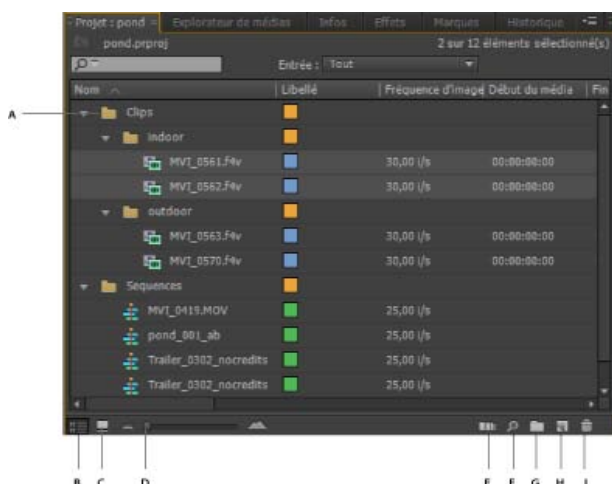 Projet : pond Explorateur de médias Infos Effets Marques Historique
pond.prproj 2 sur 12 éléments sélectionné(s)
Entrée : Tout
Nom Libellé Fréquence d'image Début du média Fin
A Clips
indoor
MVI_0561.f4v 30,00 i/s 00:00:00:00
MVI_0562.f4v 30,00 i/s 00:00:00:00
outdoor
MVI_0563.f4v 30,00 i/s 00:00:00:00
MVI_0570.f4v 30,00 i/s 00:00:00:00
Sequences
MVI_0419.MOV 25,00 i/s
pond_001_ab 25,00 i/s
Trailer_0302_nocredits 25,00 i/s
Trailer_0302_nocredits 25,00 i/s
B C D E F G H I